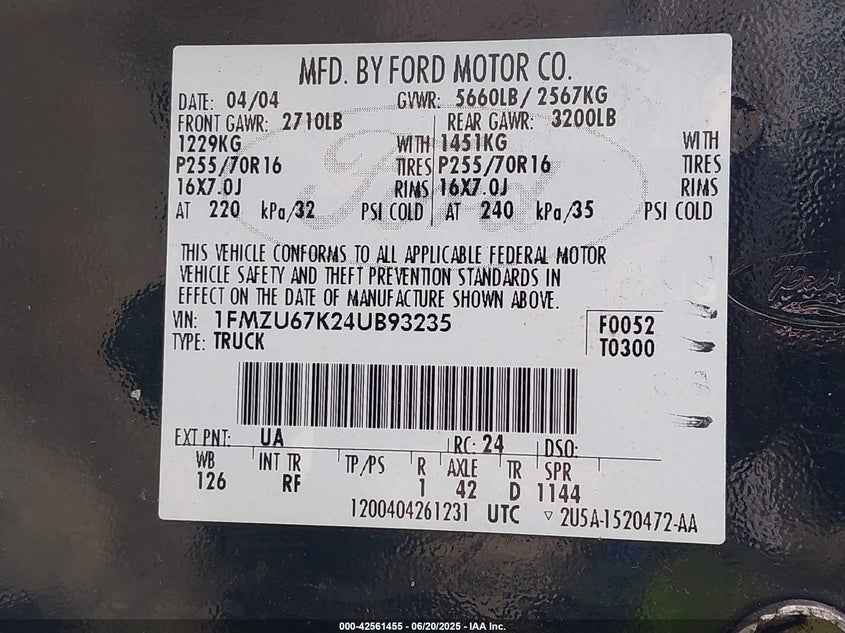 MFD. BY FORD MOTOR CO.
DATE: 04/04 GVWR: 5660LB/ 2567KG
FRONT GAWR: 2710LB REAR GAWR: 3200LB
1229KG WITH 1451KG WITH
P255/70R16 TIRES P255/70R16 TIRES
16X7.0J RIMS 16X7.0J RIMS
AT 220 kPa/32 PSI COLD AT 240 kPa/35 PSI COLD
THIS VEHICLE CONFORMS TO ALL APPLICABLE FEDERAL MOTOR
VEHICLE SAFETY AND THEFT PREVENTION STANDARDS IN
EFFECT ON THE DATE OF MANUFACTURE SHOWN ABOVE.
VIN: 1FMZU67K24UB93235 F0052
TYPE: TRUCK T0300
EXT PNT: UA RC: 24 DSO:
WB INT TR TP/PS R AXLE TR SPR
126 RF 1 42 D 1144
1200404261231 UTC ▽ 2U5A-1520472-AA
000-42561455 - 06/20/2025 - IAA Inc.